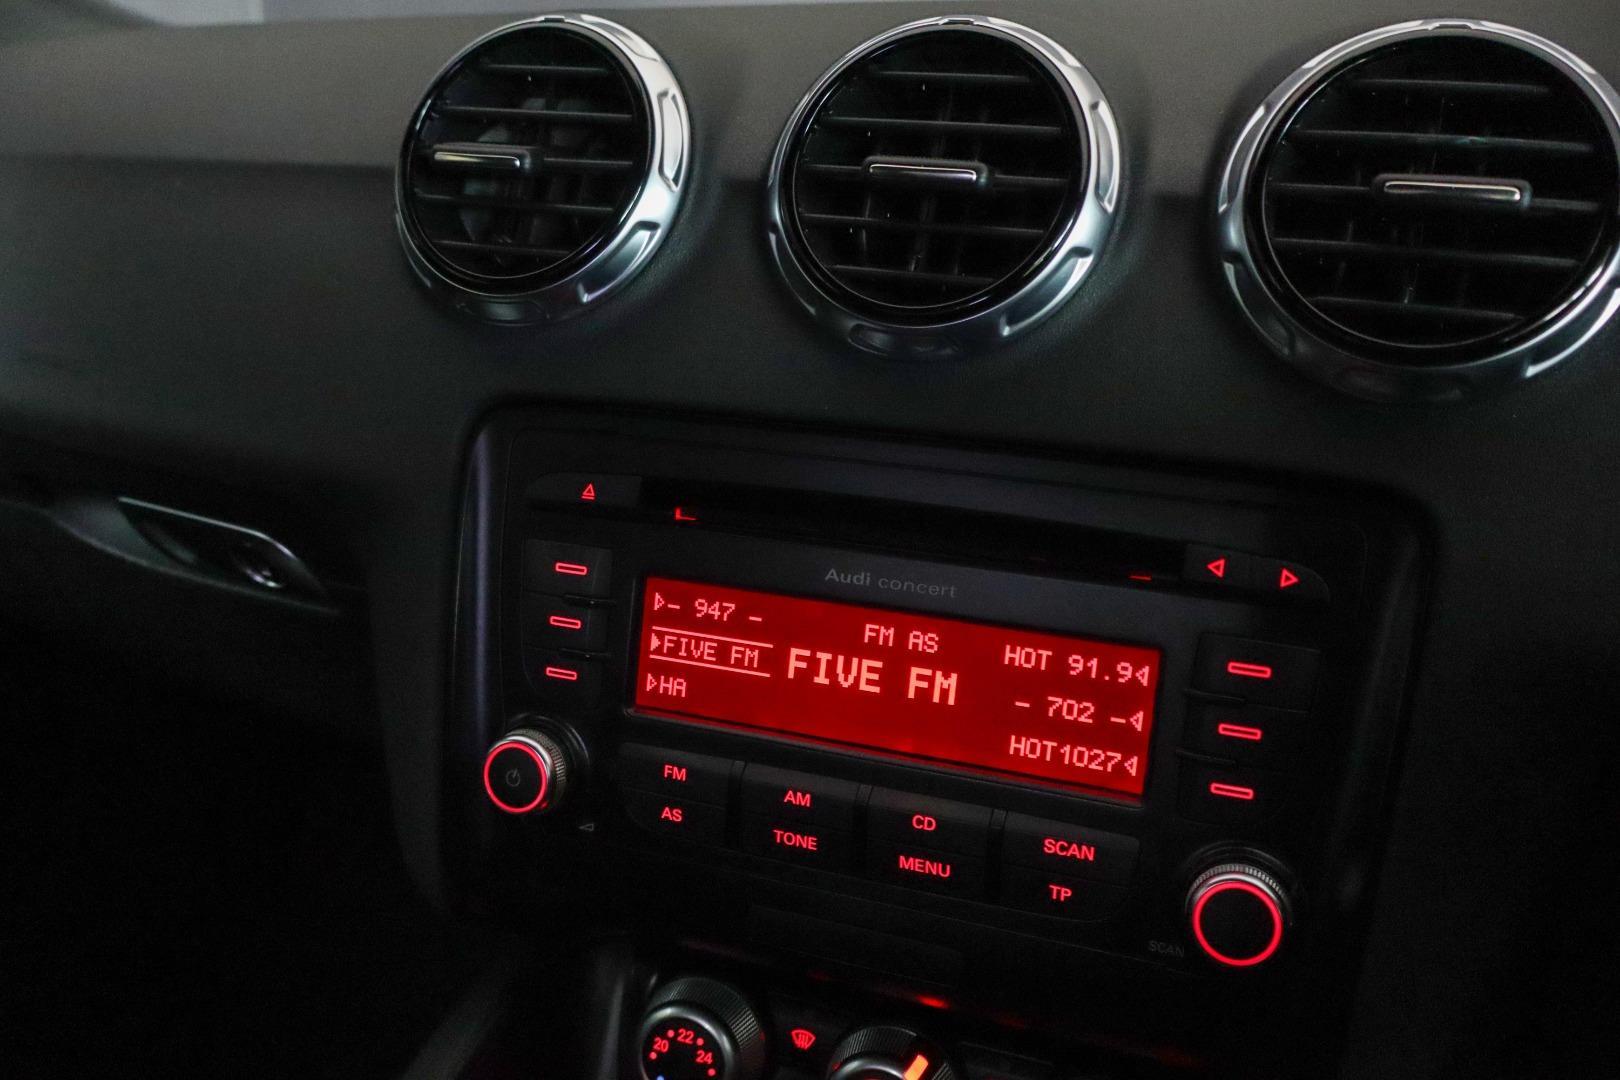 Audi concert
- 947 -
FM AS
HOT 91.9
FIVE FM
FIVE FM
- 702 -
HA
HOT1027
FM
AM
CD
SCAN
AS
TONE
MENU
TP
SCAN
20 22 24